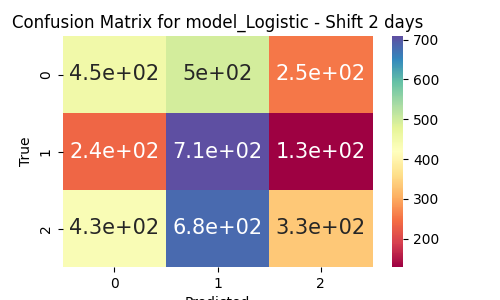 Confusion Matrix for model_Logistic - Shift 2 days
0 4.5e+02 5e+02 2.5e+02
1 2.4e+02 7.1e+02 1.3e+02
2 4.3e+02 6.8e+02 3.3e+02
True
0 1 2
Predicted
700
600
500
400
300
200